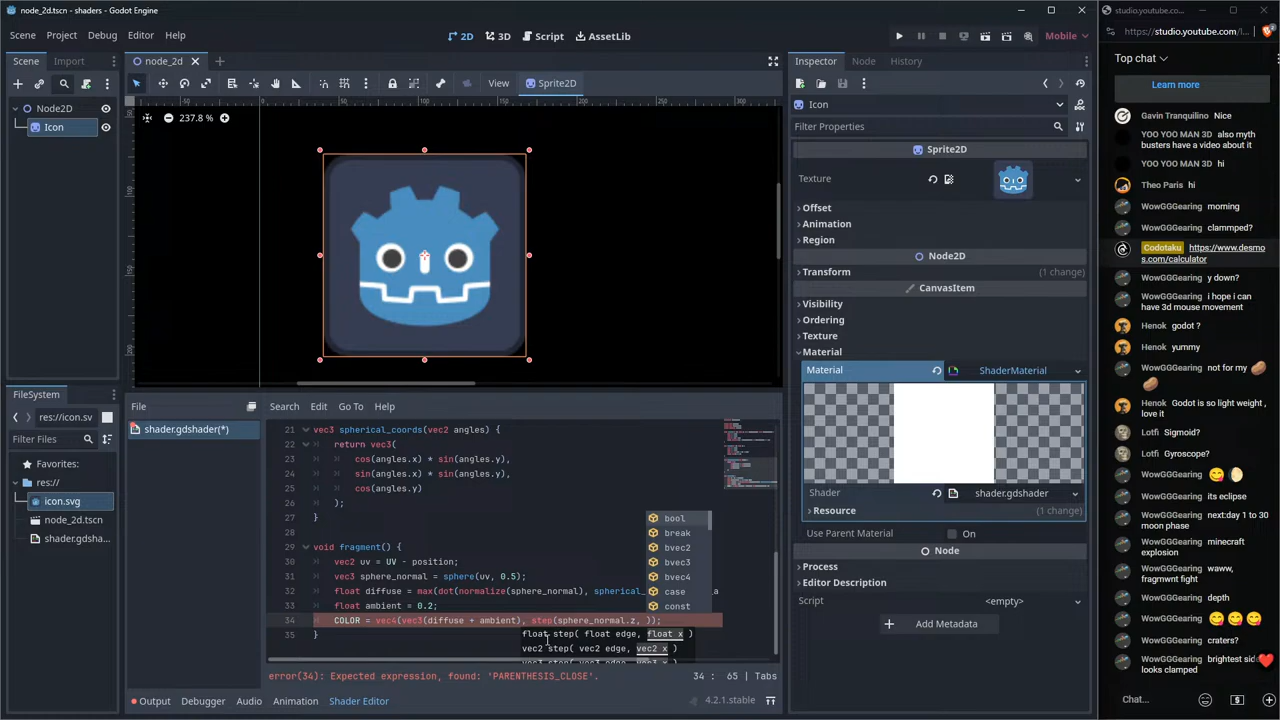 node_2d.tscn - shaders - Godot Engine
Scene Project Debug Editor Help
2D 3D Script AssetLib
Mobile
Scene Import
node_2d
Node2D
Icon
View Sprite2D
0 50 100 200 250 300
237.8 %
FileSystem
res://icon.sv
Filter Files
Favorites:
res://
icon.svg
node_2d.tscn
shader.gdsha...
File
shader.gdshader(*)
Search Edit Go To Help
21 vec3 spherical_coords(vec2 angles) {
22 return vec3(
23 cos(angles.x) * sin(angles.y),
24 sin(angles.x) * sin(angles.y),
25 cos(angles.y)
26 );
27 }
28
29 void fragment() {
30 vec2 uv = UV - position;
31 vec3 sphere_normal = sphere(uv, 0.5);
32 float diffuse = max(dot(normalize(sphere_normal), spherical_ a
33 float ambient = 0.2;
34 COLOR = vec4(vec3(diffuse + ambient), step(sphere_normal.z, ));
35 }
bool
break
bvec2
bvec3
bvec4
case
const
float step( float edge, float x )
vec2 step( vec2 edge, vec2 x )
error(34): Expected expression, found: 'PARENTHESIS_CLOSE'.
34 : 65 | Tabs
Output Debugger Audio Animation Shader Editor
4.2.1.stable
Inspector Node History
Icon
Filter Properties
Sprite2D
Texture
Offset
Animation
Region
Node2D
Transform (1 change)
CanvasItem
Visibility
Ordering
Texture
Material
Material ShaderMaterial
Shader shader.gdshader
Resource (1 change)
Use Parent Material On
Node
Process
Editor Description
Script <empty>
Add Metadata
studio.youtube.co...
https://studio.youtube.com/l...
Top chat
Learn more
Gavin Tranquilino Nice
YOO YOO MAN 3D also myth
busters have a video about it
YOO YOO MAN 3D hi
Theo Paris hi
WowGGGearing morning
WowGGGearing clammped?
Codotaku https://www.desmo
s.com/calculator
WowGGGearing y down?
WowGGGearing i hope i can
have 3d mouse movement
Henok godot ?
Henok yummy
WowGGGearing not for my
Henok Godot is so light weight ,
love it
Lotfi Sigmoid?
Lotfi Gyroscope?
WowGGGearing
WowGGGearing its eclipse
WowGGGearing next:day 1 to 30
moon phase
WowGGGearing minecraft
explosion
WowGGGearing waww,
fragmwnt fight
WowGGGearing depth
WowGGGearing
WowGGGearing craters?
WowGGGearing brightest side
looks clamped
Chat...